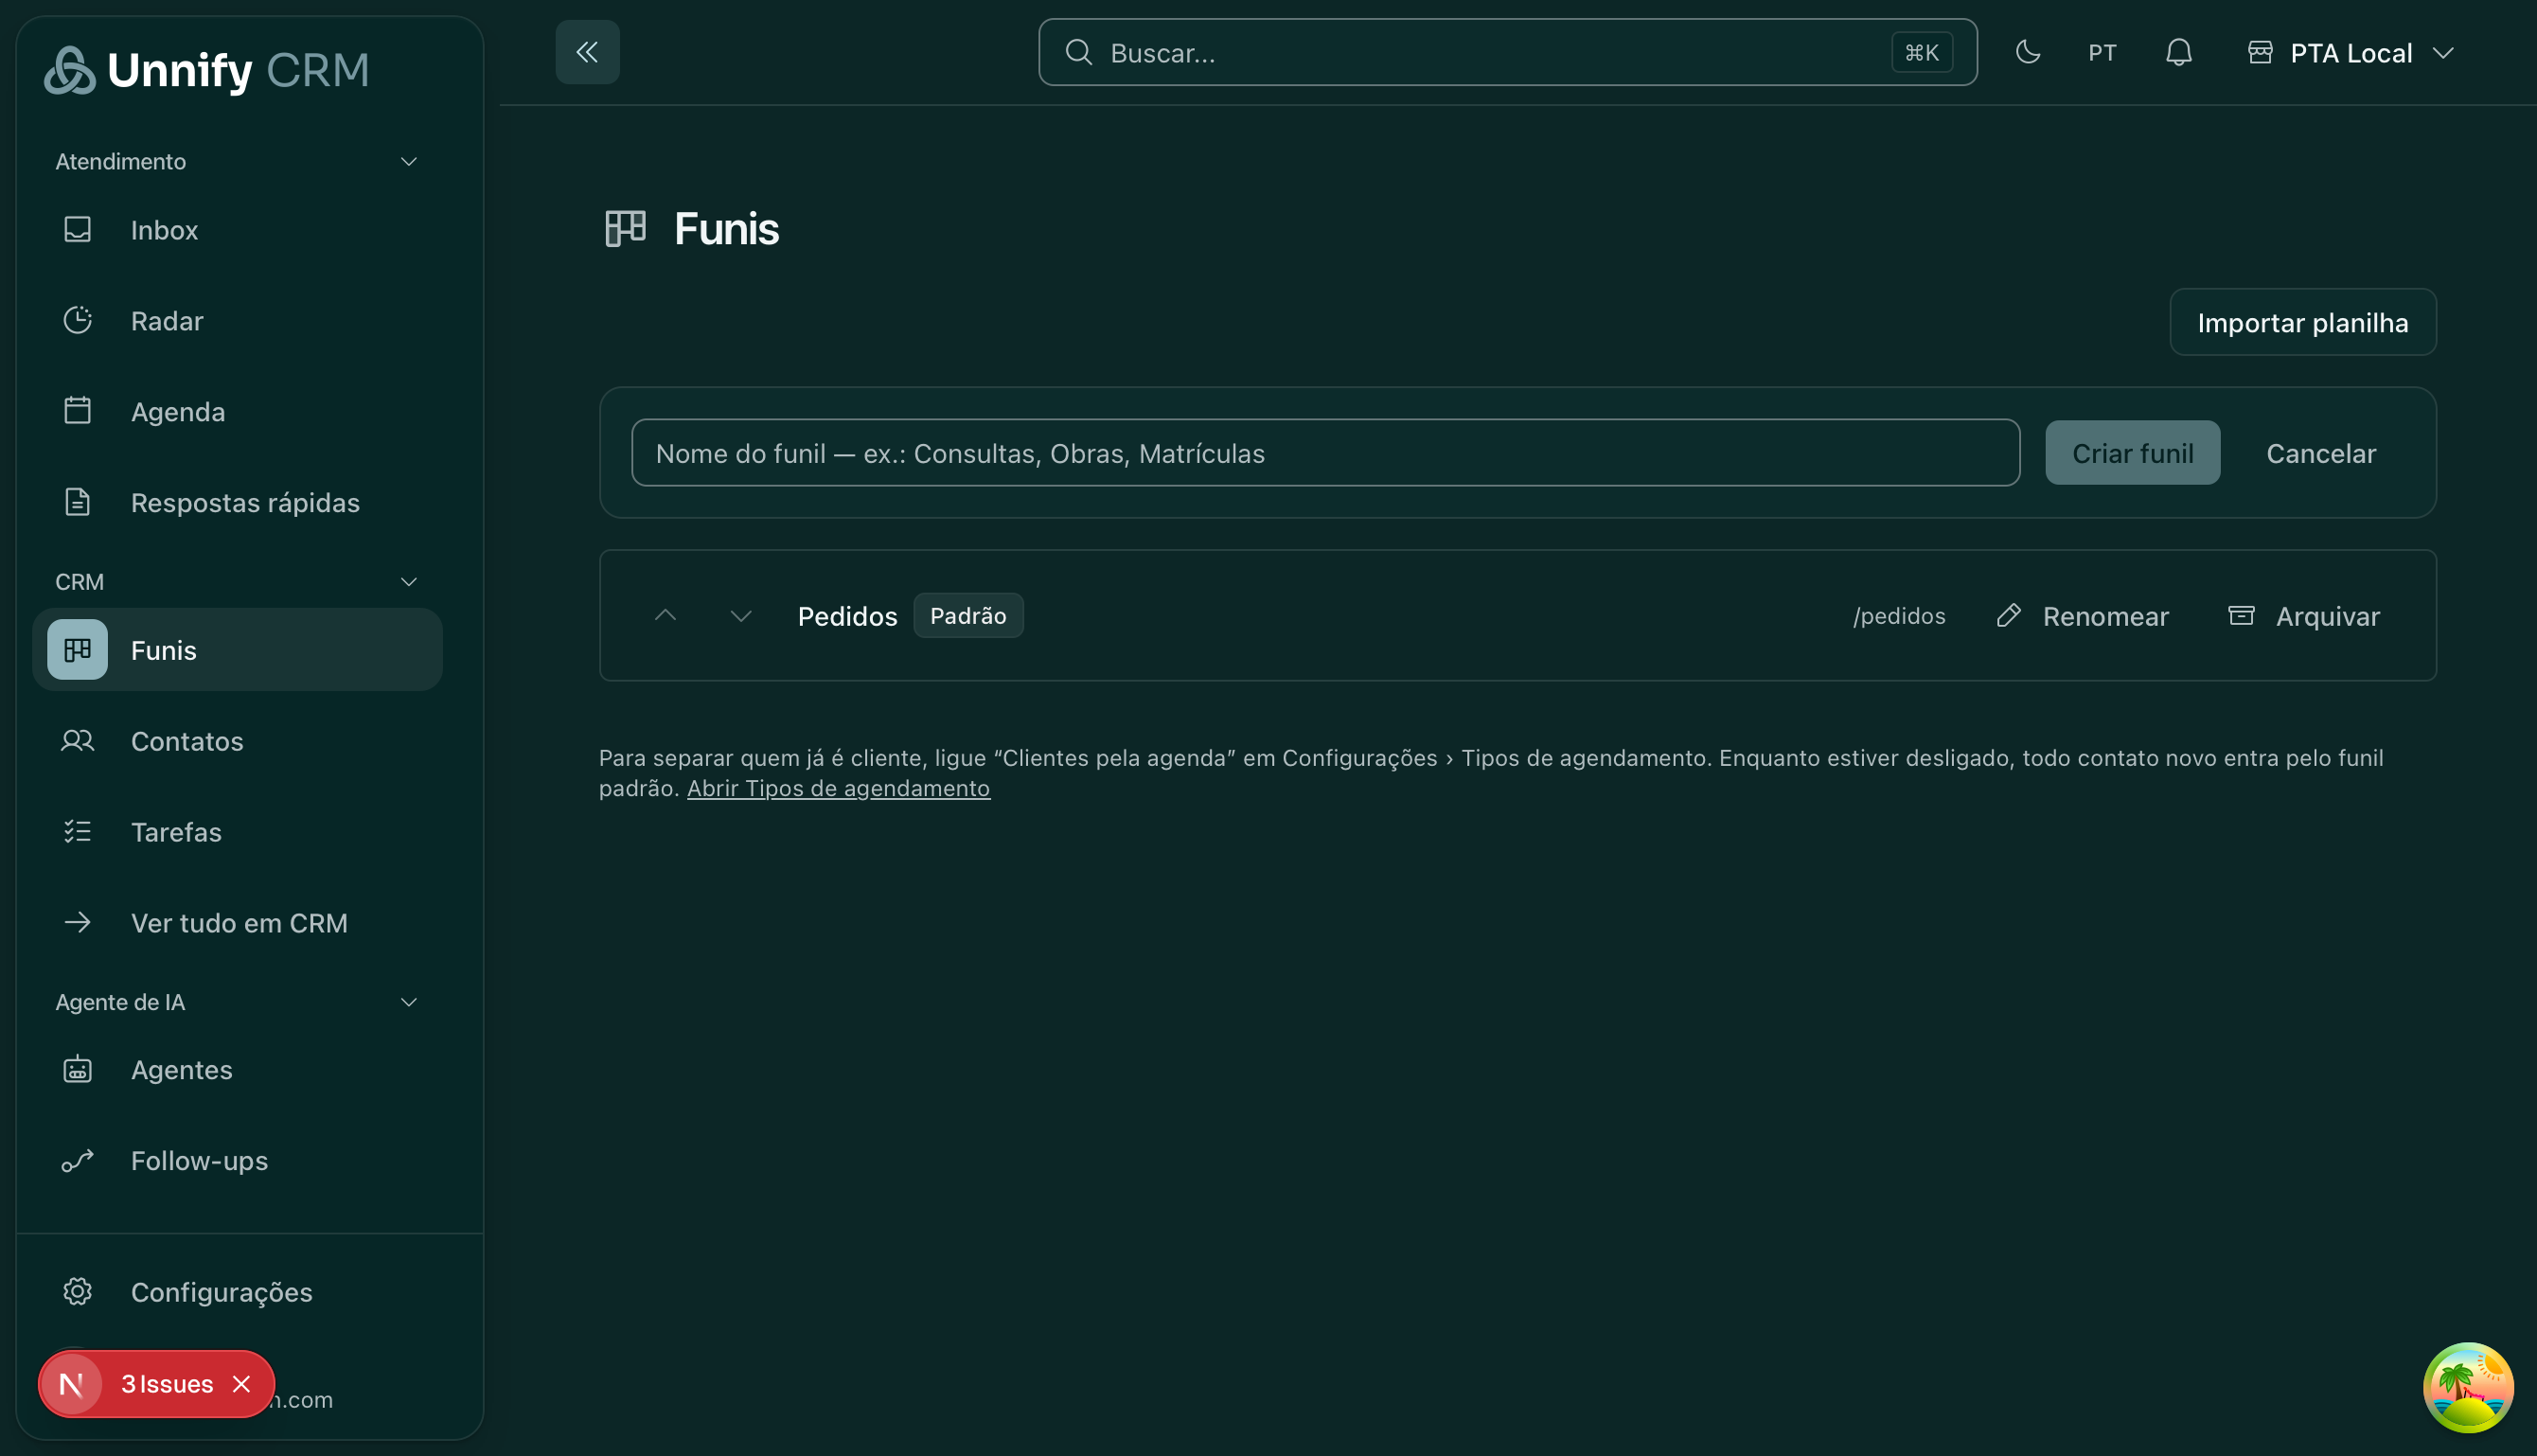 Unnify CRM
Buscar...
⌘K
PT
PTA Local
Atendimento
Inbox
Radar
Agenda
Respostas rápidas
CRM
Funis
Contatos
Tarefas
Ver tudo em CRM
Agente de IA
Agentes
Follow-ups
Configurações
N 3 Issues
.com
Funis
Importar planilha
Nome do funil — ex.: Consultas, Obras, Matrículas
Criar funil
Cancelar
Pedidos
Padrão
/pedidos
Renomear
Arquivar
Para separar quem já é cliente, ligue “Clientes pela agenda” em Configurações › Tipos de agendamento. Enquanto estiver desligado, todo contato novo entra pelo funil
padrão. Abrir Tipos de agendamento